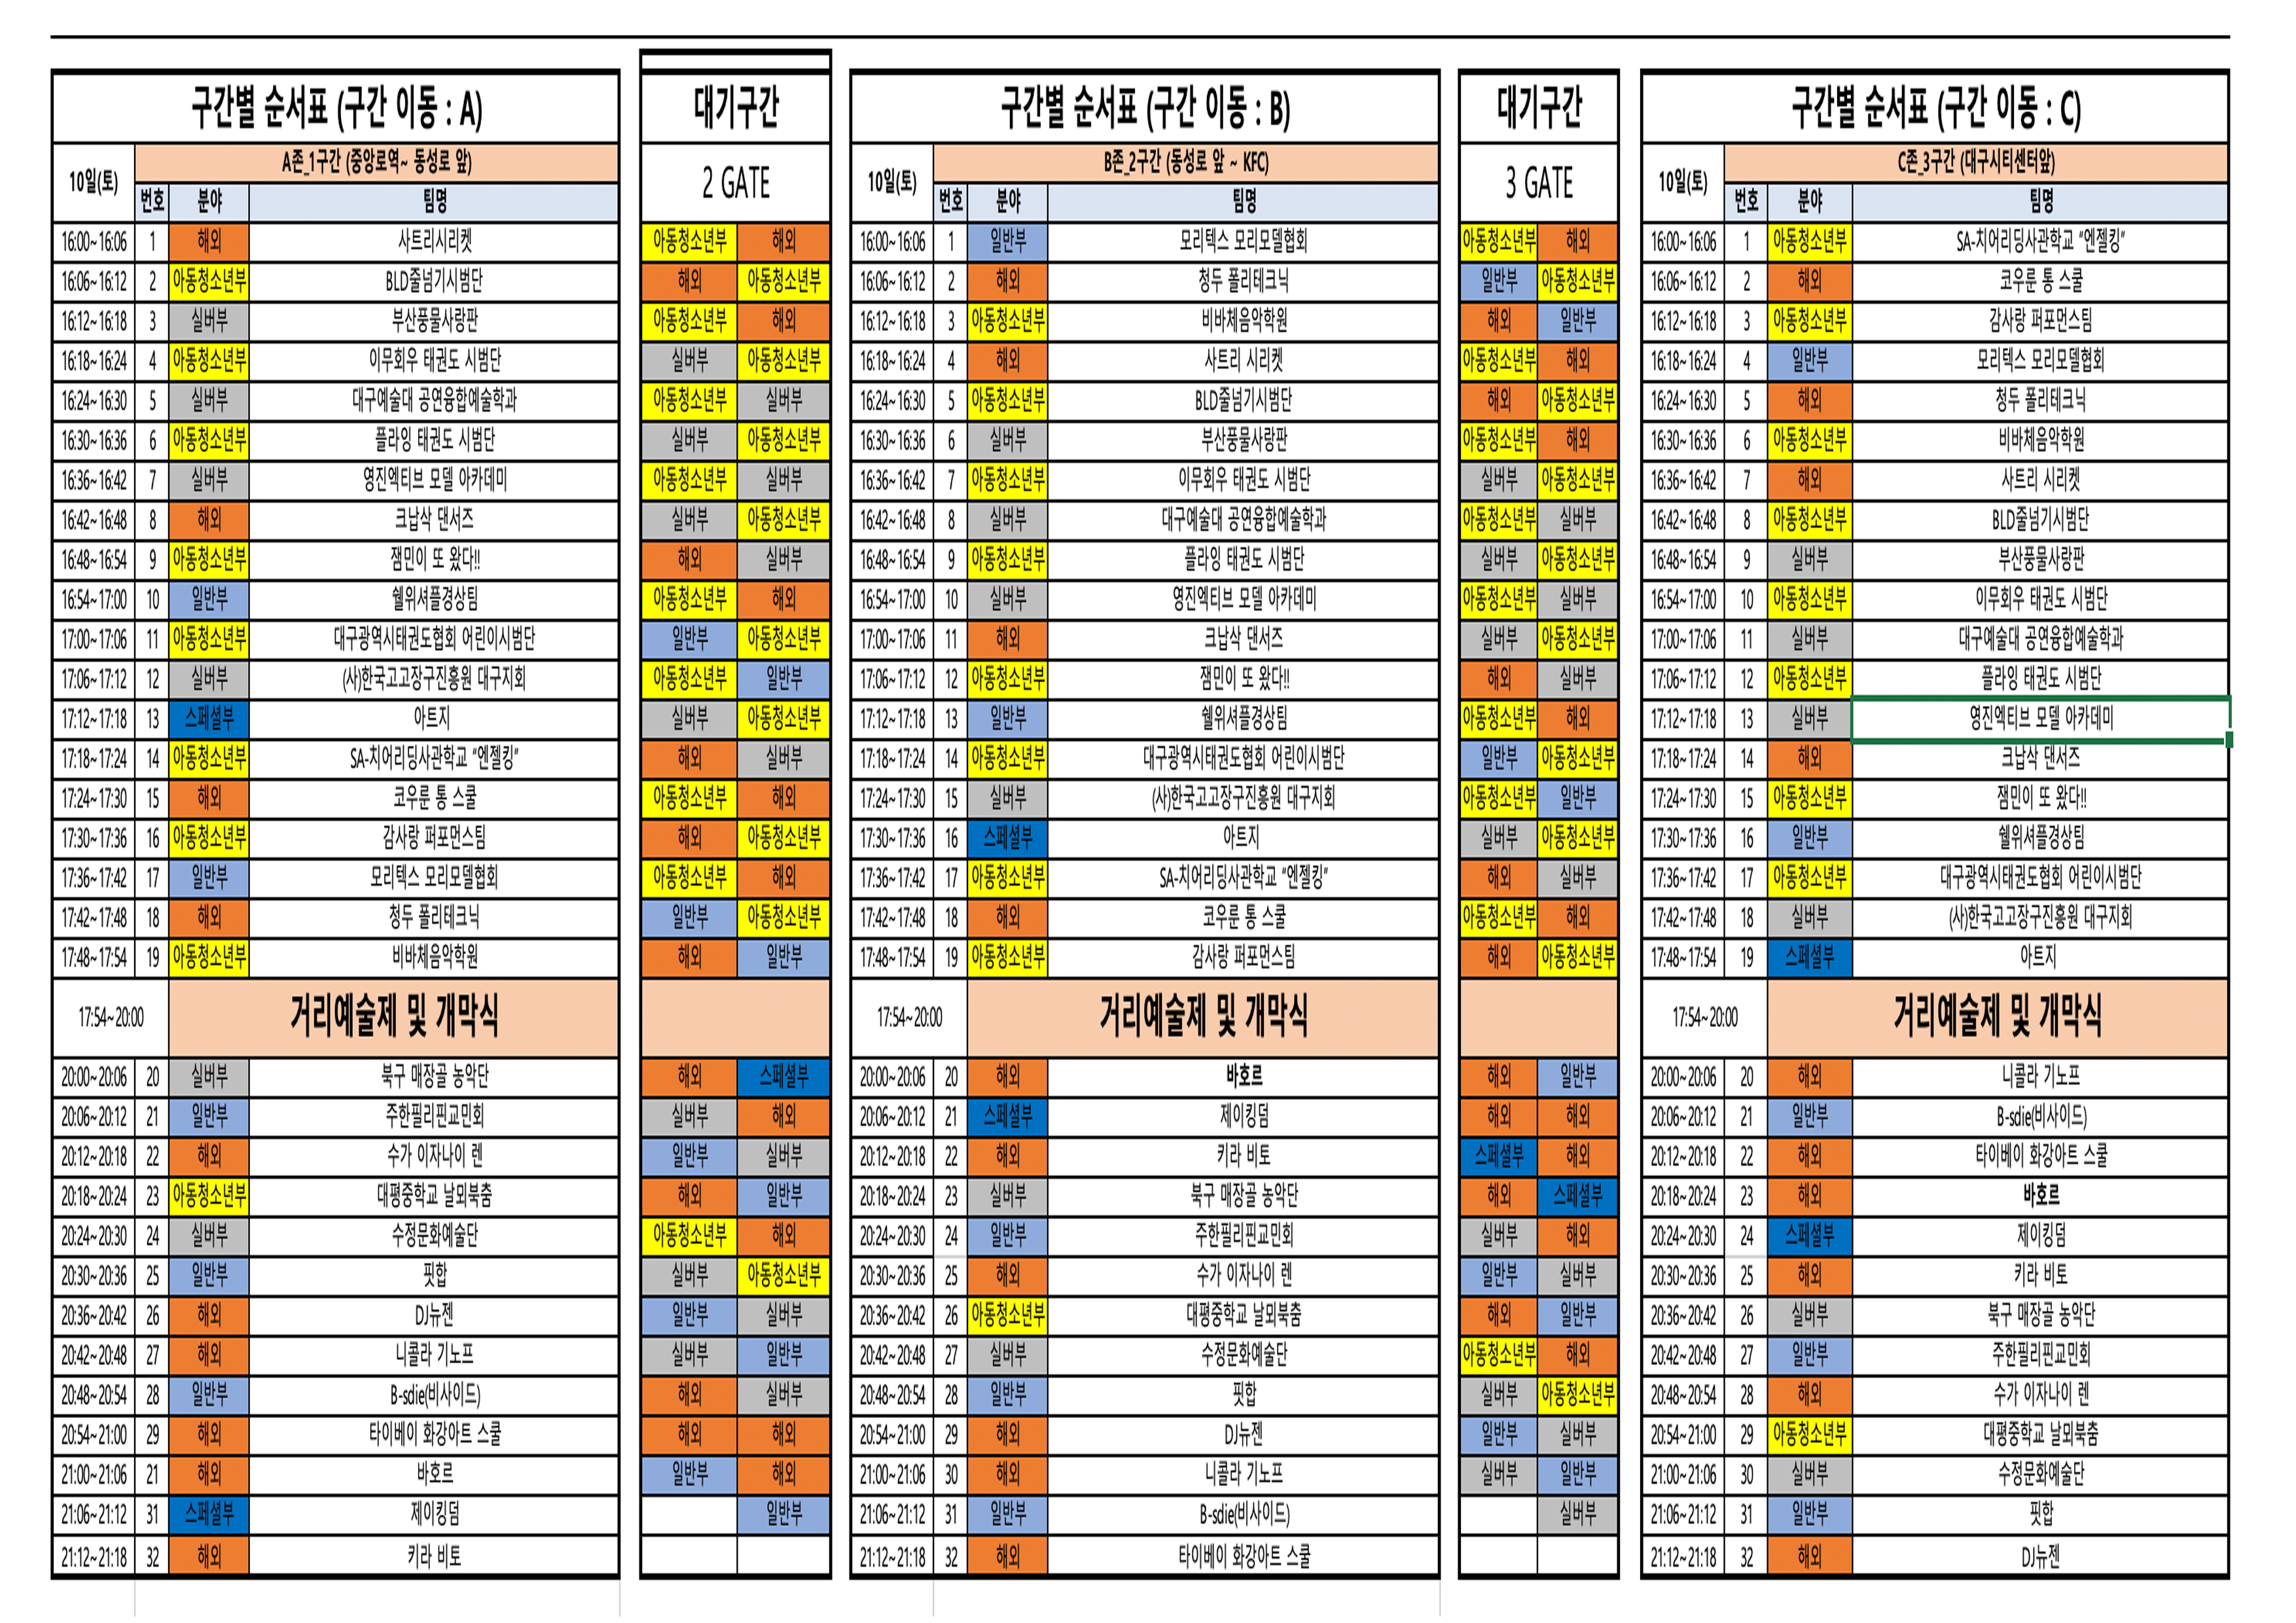 구간별 순서표 (구간 이동 : A)
10일(토)
A존_1구간 (중앙로역~ 동성로 앞)
번호 분야 팀명
16:00~16:06 1 해외 사트리시리켓
16:06~16:12 2 아동청소년부 BLD줄넘기시범단
16:12~16:18 3 실버부 부산풍물사랑판
16:18~16:24 4 아동청소년부 이무회우 태권도 시범단
16:24~16:30 5 실버부 대구예술대 공연융합예술학과
16:30~16:36 6 아동청소년부 플라잉 태권도 시범단
16:36~16:42 7 실버부 영진엑티브 모델 아카데미
16:42~16:48 8 해외 크납삭 댄서즈
16:48~16:54 9 아동청소년부 잼민이 또 왔다!!
16:54~17:00 10 일반부 쉘위셔플경상팀
17:00~17:06 11 아동청소년부 대구광역시태권도협회 어린이시범단
17:06~17:12 12 실버부 (사)한국고고장구진흥원 대구지회
17:12~17:18 13 스페셜부 아트지
17:18~17:24 14 아동청소년부 SA-치어리딩사관학교 “엔젤킹”
17:24~17:30 15 해외 코우룬 통 스쿨
17:30~17:36 16 아동청소년부 감사랑 퍼포먼스팀
17:36~17:42 17 일반부 모리텍스 모리모델협회
17:42~17:48 18 해외 청두 폴리테크닉
17:48~17:54 19 아동청소년부 비바체음악학원
17:54~20:00 거리예술제 및 개막식
20:00~20:06 20 실버부 북구 매장골 농악단
20:06~20:12 21 일반부 주한필리핀교민회
20:12~20:18 22 해외 수가 이자나이 렌
20:18~20:24 23 아동청소년부 대평중학교 날뫼북춤
20:24~20:30 24 실버부 수정문화예술단
20:30~20:36 25 일반부 핏합
20:36~20:42 26 해외 DJ뉴젠
20:42~20:48 27 해외 니콜라 기노프
20:48~20:54 28 일반부 B-sdie(비사이드)
20:54~21:00 29 해외 타이베이 화강아트 스쿨
21:00~21:06 21 해외 바호르
21:06~21:12 31 스페셜부 제이킹덤
21:12~21:18 32 해외 키라 비토
대기구간
2 GATE
아동청소년부 해외
해외 아동청소년부
아동청소년부 해외
실버부 아동청소년부
아동청소년부 실버부
실버부 아동청소년부
아동청소년부 실버부
실버부 아동청소년부
해외 실버부
아동청소년부 해외
일반부 아동청소년부
아동청소년부 일반부
실버부 아동청소년부
해외 실버부
아동청소년부 해외
해외 아동청소년부
아동청소년부 해외
일반부 아동청소년부
해외 일반부
해외 스페셜부
실버부 해외
일반부 실버부
해외 일반부
아동청소년부 해외
실버부 아동청소년부
일반부 실버부
실버부 일반부
해외 실버부
해외 해외
일반부 해외
일반부
구간별 순서표 (구간 이동 : B)
10일(토)
B존_2구간 (동성로 앞 ~ KFC)
번호 분야 팀명
16:00~16:06 1 일반부 모리텍스 모리모델협회
16:06~16:12 2 해외 청두 폴리테크닉
16:12~16:18 3 아동청소년부 비바체음악학원
16:18~16:24 4 해외 사트리 시리켓
16:24~16:30 5 아동청소년부 BLD줄넘기시범단
16:30~16:36 6 실버부 부산풍물사랑판
16:36~16:42 7 아동청소년부 이무회우 태권도 시범단
16:42~16:48 8 실버부 대구예술대 공연융합예술학과
16:48~16:54 9 아동청소년부 플라잉 태권도 시범단
16:54~17:00 10 실버부 영진엑티브 모델 아카데미
17:00~17:06 11 해외 크납삭 댄서즈
17:06~17:12 12 아동청소년부 잼민이 또 왔다!!
17:12~17:18 13 일반부 쉘위셔플경상팀
17:18~17:24 14 아동청소년부 대구광역시태권도협회 어린이시범단
17:24~17:30 15 실버부 (사)한국고고장구진흥원 대구지회
17:30~17:36 16 스페셜부 아트지
17:36~17:42 17 아동청소년부 SA-치어리딩사관학교 “엔젤킹”
17:42~17:48 18 해외 코우룬 통 스쿨
17:48~17:54 19 아동청소년부 감사랑 퍼포먼스팀
17:54~20:00 거리예술제 및 개막식
20:00~20:06 20 해외 바호르
20:06~20:12 21 스페셜부 제이킹덤
20:12~20:18 22 해외 키라 비토
20:18~20:24 23 실버부 북구 매장골 농악단
20:24~20:30 24 일반부 주한필리핀교민회
20:30~20:36 25 해외 수가 이자나이 렌
20:36~20:42 26 아동청소년부 대평중학교 날뫼북춤
20:42~20:48 27 실버부 수정문화예술단
20:48~20:54 28 일반부 핏합
20:54~21:00 29 해외 DJ뉴젠
21:00~21:06 30 해외 니콜라 기노프
21:06~21:12 31 일반부 B-sdie(비사이드)
21:12~21:18 32 해외 타이베이 화강아트 스쿨
대기구간
3 GATE
아동청소년부 해외
일반부 아동청소년부
해외 일반부
아동청소년부 해외
해외 아동청소년부
아동청소년부 해외
실버부 아동청소년부
아동청소년부 실버부
실버부 아동청소년부
아동청소년부 실버부
실버부 아동청소년부
해외 실버부
아동청소년부 해외
일반부 아동청소년부
아동청소년부 일반부
실버부 아동청소년부
해외 실버부
아동청소년부 해외
해외 아동청소년부
해외 일반부
해외 해외
스페셜부 해외
해외 스페셜부
실버부 해외
일반부 실버부
해외 일반부
아동청소년부 해외
실버부 아동청소년부
일반부 실버부
실버부 일반부
실버부
구간별 순서표 (구간 이동 : C)
10일(토)
C존_3구간 (대구시티센터앞)
번호 분야 팀명
16:00~16:06 1 아동청소년부 SA-치어리딩사관학교 “엔젤킹”
16:06~16:12 2 해외 코우룬 통 스쿨
16:12~16:18 3 아동청소년부 감사랑 퍼포먼스팀
16:18~16:24 4 일반부 모리텍스 모리모델협회
16:24~16:30 5 해외 청두 폴리테크닉
16:30~16:36 6 아동청소년부 비바체음악학원
16:36~16:42 7 해외 사트리 시리켓
16:42~16:48 8 아동청소년부 BLD줄넘기시범단
16:48~16:54 9 실버부 부산풍물사랑판
16:54~17:00 10 아동청소년부 이무회우 태권도 시범단
17:00~17:06 11 실버부 대구예술대 공연융합예술학과
17:06~17:12 12 아동청소년부 플라잉 태권도 시범단
17:12~17:18 13 실버부 영진엑티브 모델 아카데미
17:18~17:24 14 해외 크납삭 댄서즈
17:24~17:30 15 아동청소년부 잼민이 또 왔다!!
17:30~17:36 16 일반부 쉘위셔플경상팀
17:36~17:42 17 아동청소년부 대구광역시태권도협회 어린이시범단
17:42~17:48 18 실버부 (사)한국고고장구진흥원 대구지회
17:48~17:54 19 스페셜부 아트지
17:54~20:00 거리예술제 및 개막식
20:00~20:06 20 해외 니콜라 기노프
20:06~20:12 21 일반부 B-sdie(비사이드)
20:12~20:18 22 해외 타이베이 화강아트 스쿨
20:18~20:24 23 해외 바호르
20:24~20:30 24 스페셜부 제이킹덤
20:30~20:36 25 해외 키라 비토
20:36~20:42 26 실버부 북구 매장골 농악단
20:42~20:48 27 일반부 주한필리핀교민회
20:48~20:54 28 해외 수가 이자나이 렌
20:54~21:00 29 아동청소년부 대평중학교 날뫼북춤
21:00~21:06 30 실버부 수정문화예술단
21:06~21:12 31 일반부 핏합
21:12~21:18 32 해외 DJ뉴젠